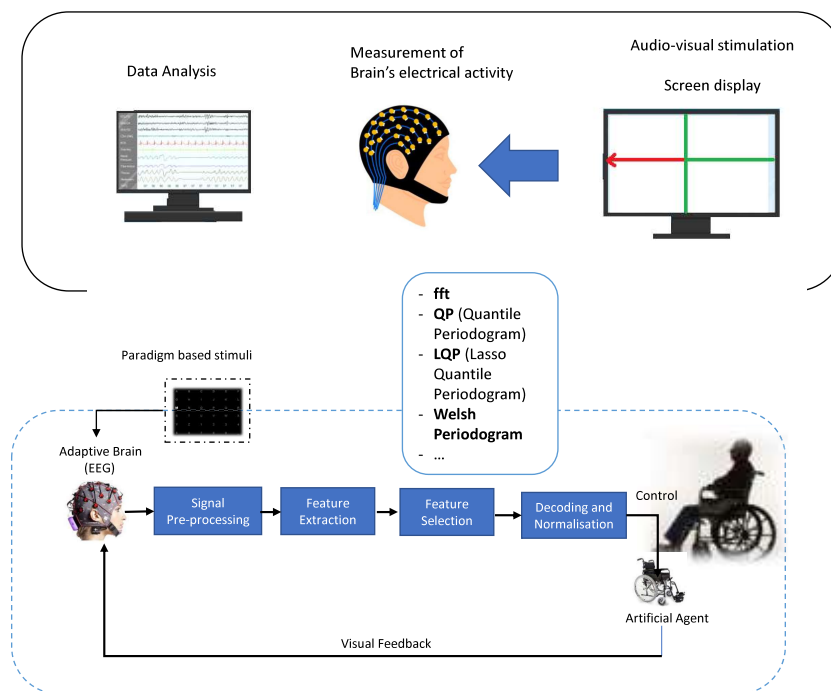 Audio-visual stimulation
Measurement of
Brain's electrical activity
Data Analysis
Screen display
- fft
- QP (Quantile
Periodogram)
- LQP (Lasso
Quantile
Periodogram)
- Welsh
Periodogram
- ...
Paradigm based stimuli
Adaptive Brain
(EEG)
Signal
Pre-processing
Feature
Extraction
Feature
Selection
Decoding and
Normalisation
Control
Artificial Agent
Visual Feedback